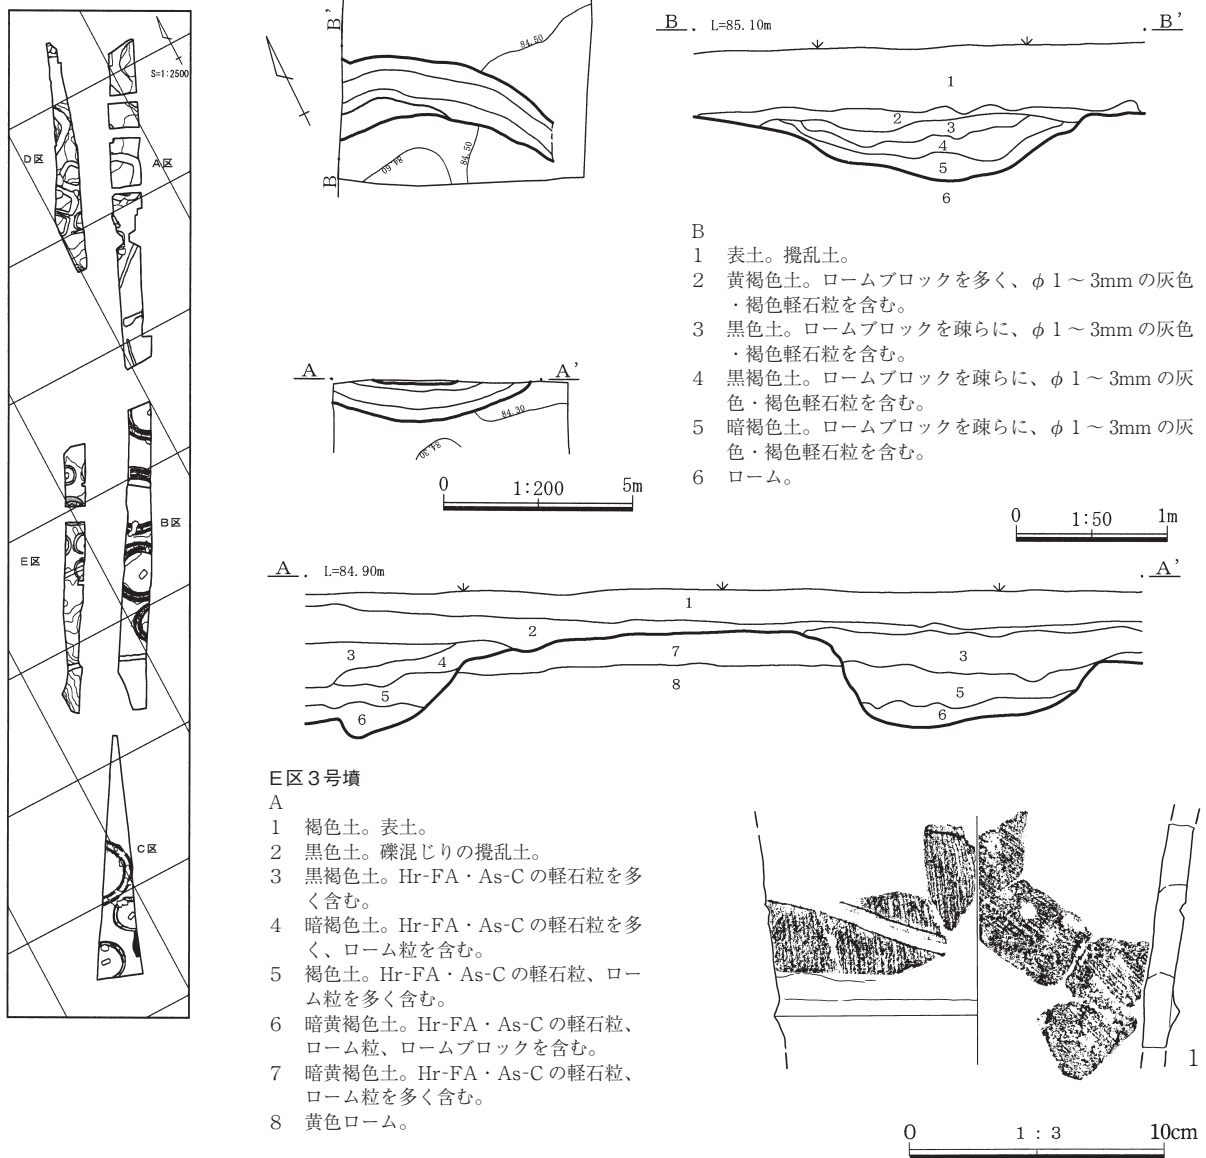 S=1:2500
D区
A区
B区
E区
C区
B'
84.50
84.50
84.60
B
A
A'
84.30
84.30
0 1:200 5m
B L=85.10m B'
1
2
3
4
5
6
B
1 表土。攪乱土。
2 黄褐色土。ロームブロックを多く、φ1～3mmの灰色
・褐色軽石粒を含む。
3 黒色土。ロームブロックを疎らに、φ1～3mmの灰色
・褐色軽石粒を含む。
4 黒褐色土。ロームブロックを疎らに、φ1～3mmの灰
色・褐色軽石粒を含む。
5 暗褐色土。ロームブロックを疎らに、φ1～3mmの灰
色・褐色軽石粒を含む。
6 ローム。
0 1:50 1m
A L=84.90m A'
1
2
3 4 7 3
8
5 5
6 6
E区3号墳
A
1 褐色土。表土。
2 黒色土。礫混じりの攪乱土。
3 黒褐色土。Hr-FA・As-Cの軽石粒を多
く含む。
4 暗褐色土。Hr-FA・As-Cの軽石粒を多
く、ローム粒を含む。
5 褐色土。Hr-FA・As-Cの軽石粒、ロー
ム粒を多く含む。
6 暗黄褐色土。Hr-FA・As-Cの軽石粒、
ローム粒、ロームブロックを含む。
7 暗黄褐色土。Hr-FA・As-Cの軽石粒、
ローム粒を多く含む。
8 黄色ローム。
1
0 1:3 10cm